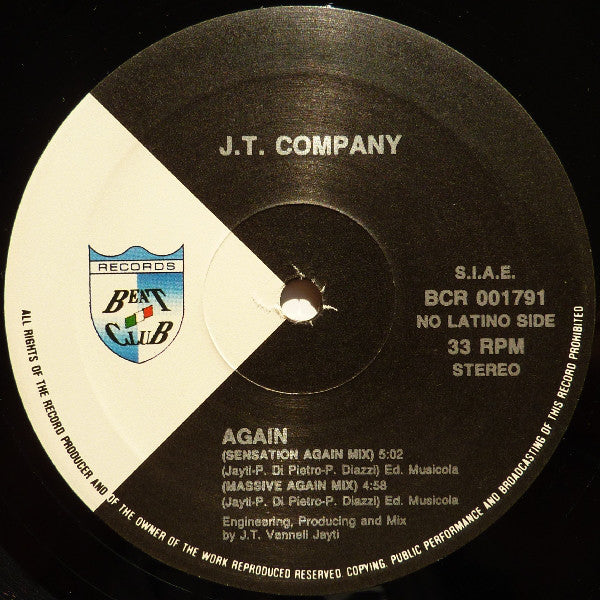 J.T. COMPANY
RECORDS
BEAT
CLUB
S.I.A.E.
BCR 001791
NO LATINO SIDE
33 RPM
STEREO
AGAIN
(SENSATION AGAIN MIX) 5:02
(Jayti-P. Di Pietro-P. Diazzi) Ed. Musicola
(MASSIVE AGAIN MIX) 4:58
(Jayti-P. Di Pietro-P. Diazzi) Ed. Musicola
Engineering, Producing and Mix
by J.T. Vannell Jayti
ALL RIGHTS OF THE RECORD PRODUCER AND OF THE OWNER OF THE WORK REPRODUCED RESERVED. COPYING, PUBLIC PERFORMANCE AND BROADCASTING OF THIS RECORD PROHIBITED